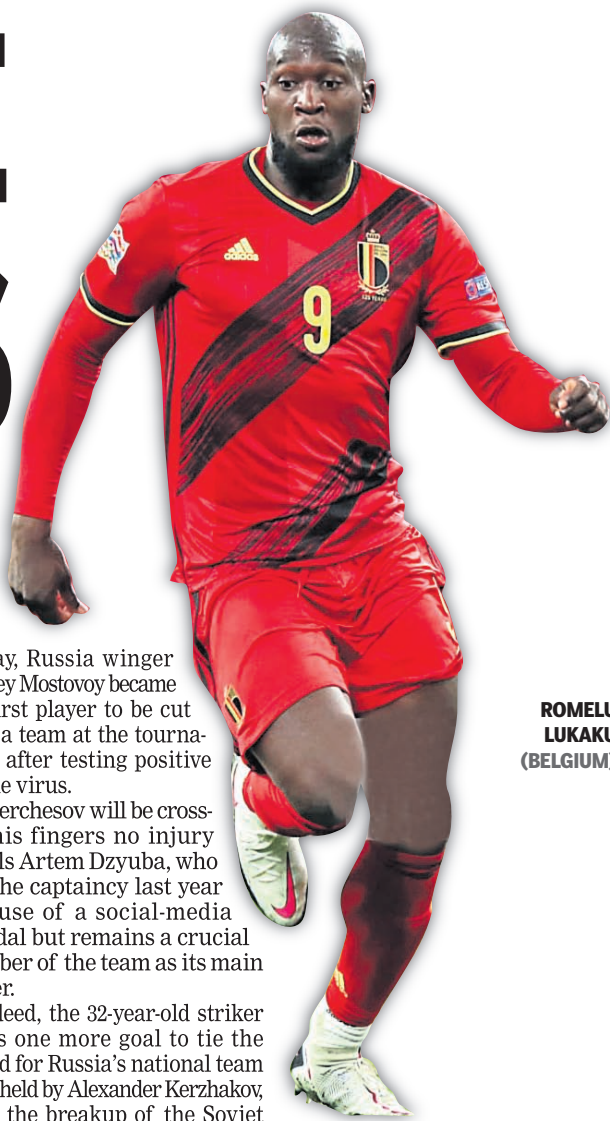 adidas
9
125 YEARS
ay, Russia winger
ey Mostovoy became
irst player to be cut
a team at the tourna-
after testing positive
e virus.
erchesov will be cross-
his fingers no injury
ls Artem Dzyuba, who
he captaincy last year
use of a social-media
dal but remains a crucial
ber of the team as its main
er.
deed, the 32-year-old striker
s one more goal to tie the
d for Russia’s national team
held by Alexander Kerzhakov,
the breakup of the Soviet
ROMELU
LUKAKU
(BELGIUM)